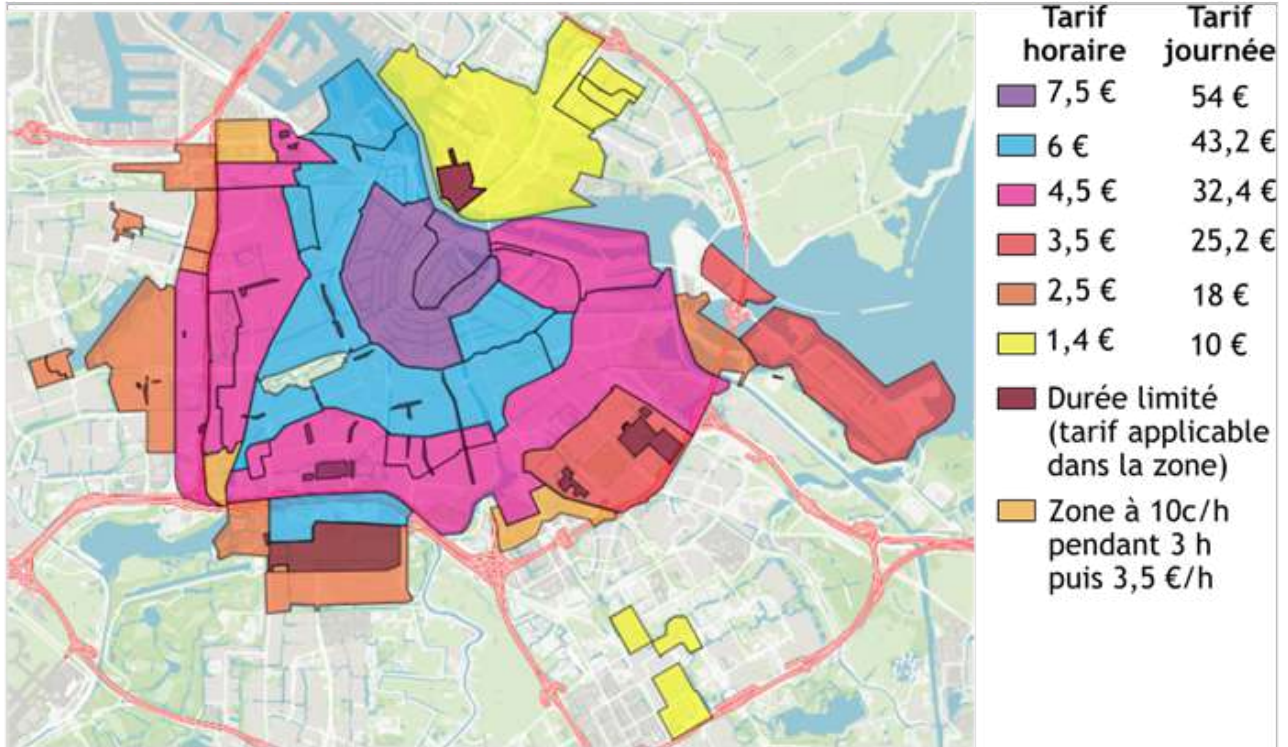 Tarif horaire
Tarif journée
7,5 € 54 €
6 € 43,2 €
4,5 € 32,4 €
3,5 € 25,2 €
2,5 € 18 €
1,4 € 10 €
Durée limité
(tarif applicable
dans la zone)
Zone à 10c/h
pendant 3 h
puis 3,5 €/h